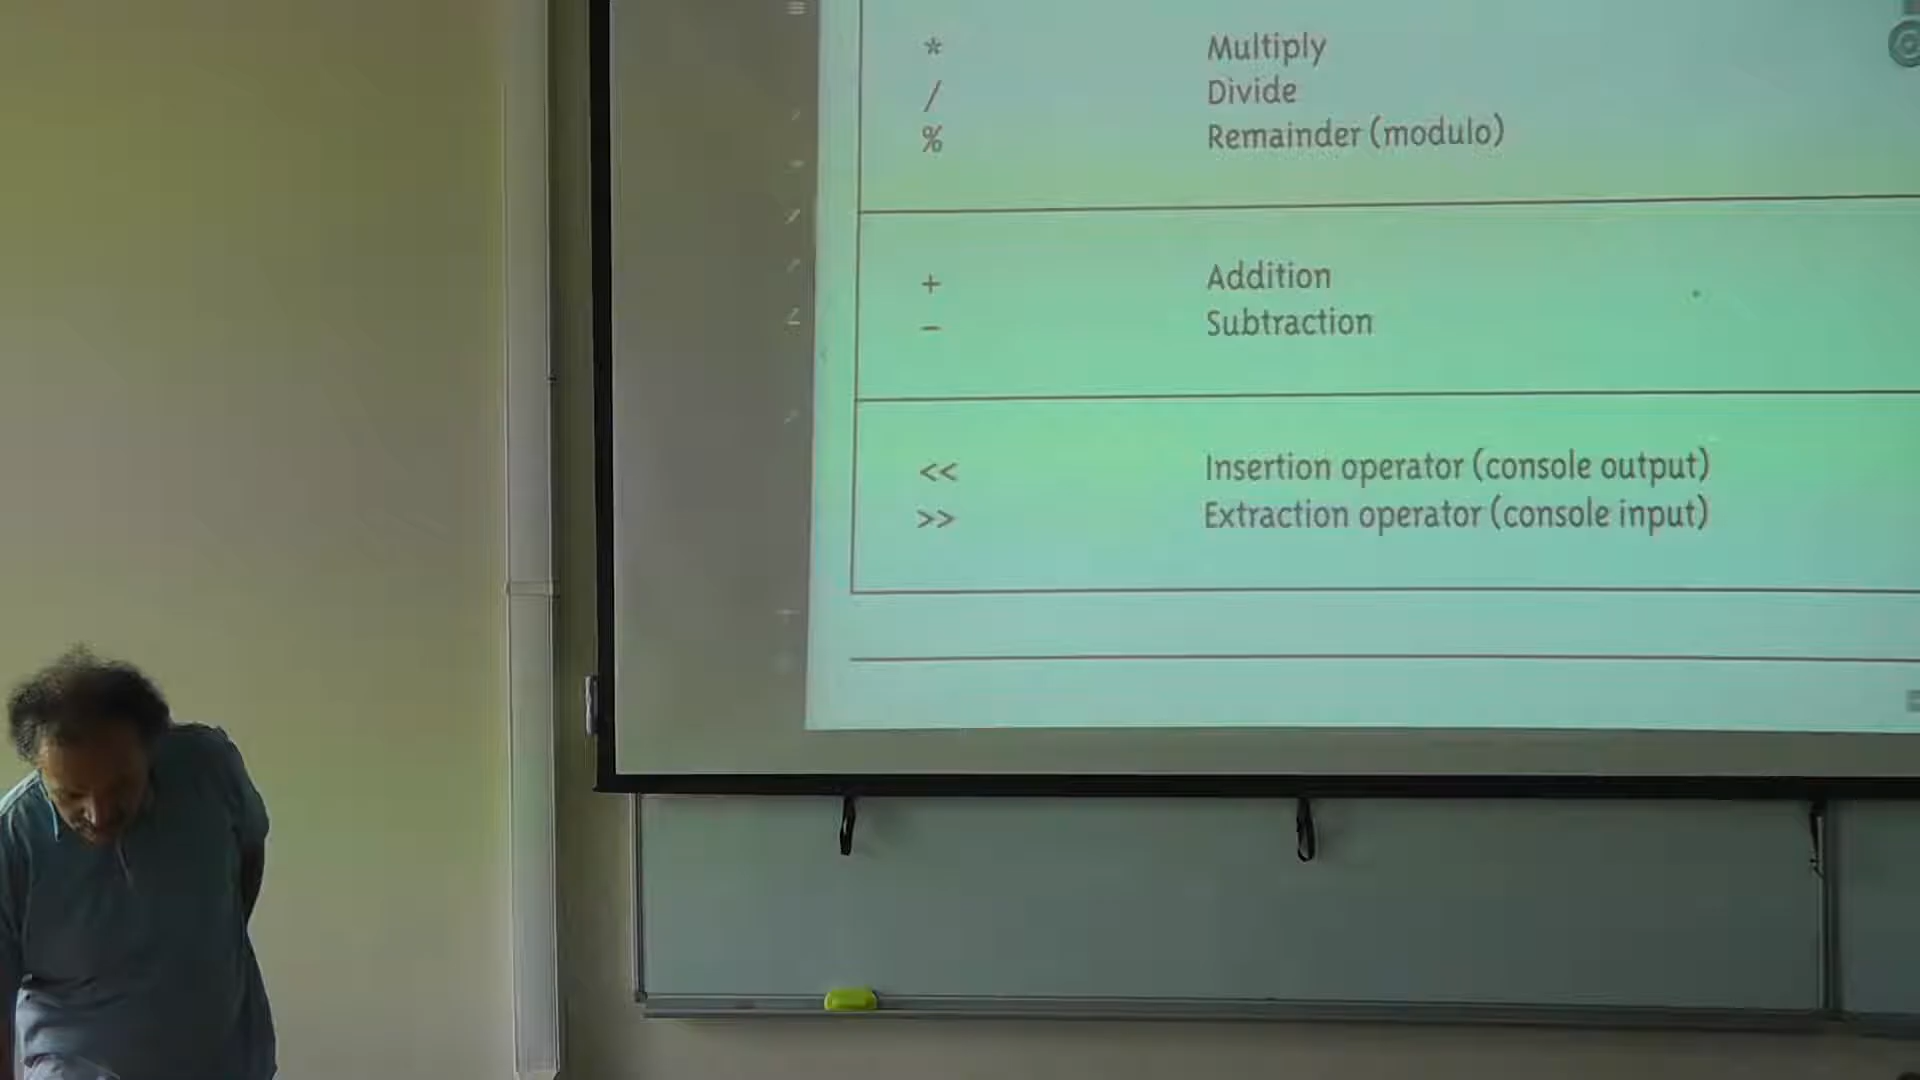 * Multiply
/ Divide
% Remainder (modulo)
+ Addition
− Subtraction
<< Insertion operator (console output)
>> Extraction operator (console input)